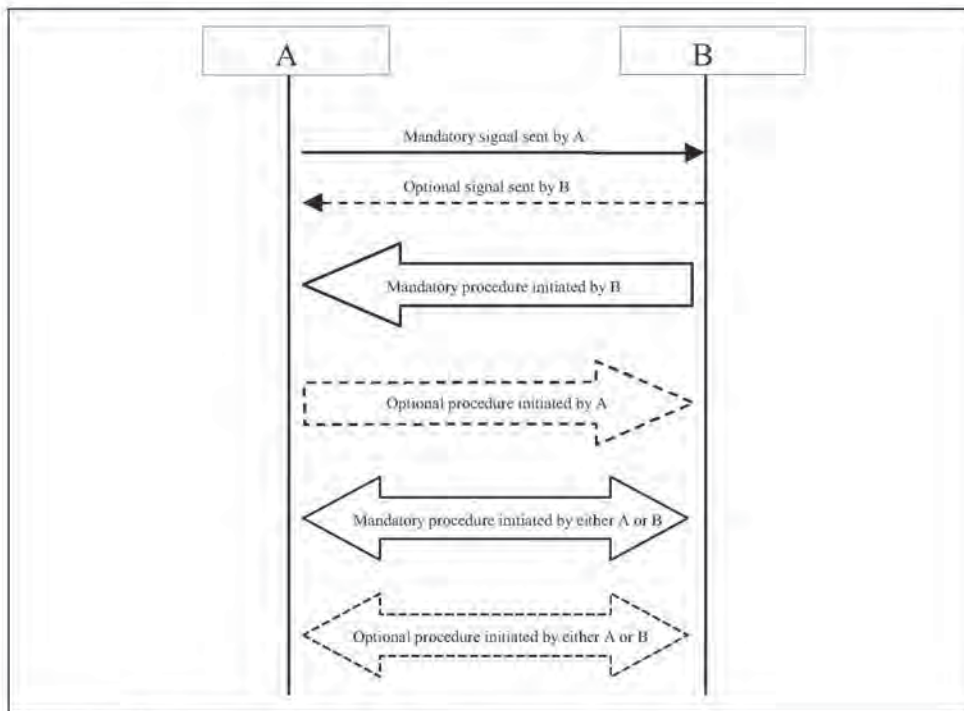 A
B
Mandatory signal sent by A
Optional signal sent by B
Mandatory procedure initiated by B
Optional procedure initiated by A
Mandatory procedure initiated by either A or B
Optional procedure initiated by either A or B